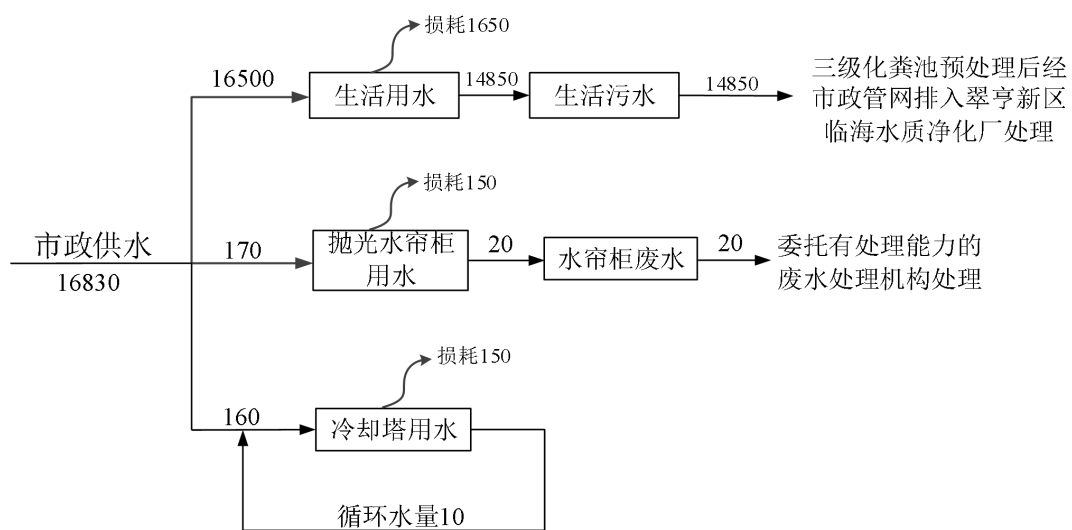 损耗1650
16500
生活用水
14850
生活污水
14850
三级化粪池预处理后经
市政管网排入翠亨新区
临海水质净化厂处理
损耗150
市政供水
16830
170
抛光水帘柜
用水
20
水帘柜废水
20
委托有处理能力的
废水处理机构处理
损耗150
160
冷却塔用水
循环水量10